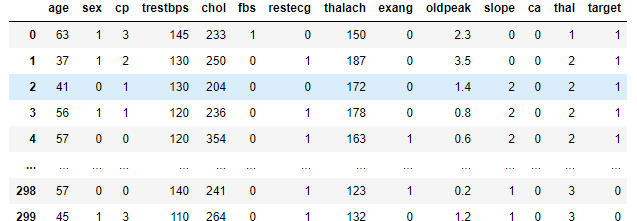 age sex cp trestbps chol fbs restecg thalach exang oldpeak slope ca thal target
0 63 1 3 145 233 1 0 150 0 2.3 0 0 1 1
1 37 1 2 130 250 0 1 187 0 3.5 0 0 2 1
2 41 0 1 130 204 0 0 172 0 1.4 2 0 2 1
3 56 1 1 120 236 0 1 178 0 0.8 2 0 2 1
4 57 0 0 120 354 0 1 163 1 0.6 2 0 2 1
... ... ... ... ... ... ... ... ... ... ... ... ... ... ...
298 57 0 0 140 241 0 1 123 1 0.2 1 0 3 0
299 45 1 3 110 264 0 1 132 0 1.2 1 0 3 0